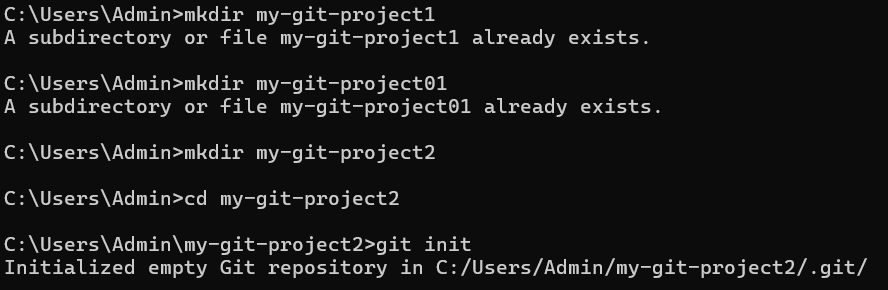 C:\Users\Admin>mkdir my-git-project1
A subdirectory or file my-git-project1 already exists.
C:\Users\Admin>mkdir my-git-project01
A subdirectory or file my-git-project01 already exists.
C:\Users\Admin>mkdir my-git-project2
C:\Users\Admin>cd my-git-project2
C:\Users\Admin\my-git-project2>git init
Initialized empty Git repository in C:/Users/Admin/my-git-project2/.git/